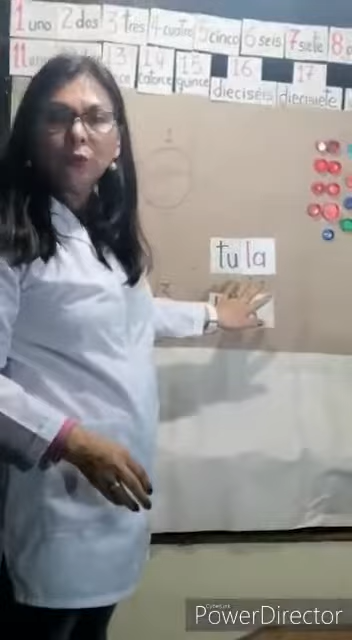 1 uno 2 dos 3 tres 4 cuatro 5 cinco 6 seis 7 siete 8
11 13 14 catorce 15 quince 16 dieciséis 17 diecisiete
tu la
CyberLink
PowerDirector